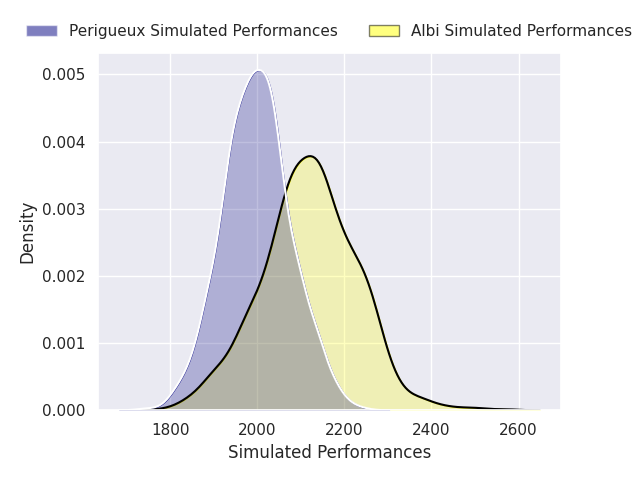 Perigueux Simulated Performances
Albi Simulated Performances
0.005
0.004
0.003
0.002
0.001
0.000
Density
1800
2000
2200
2400
2600
Simulated Performances